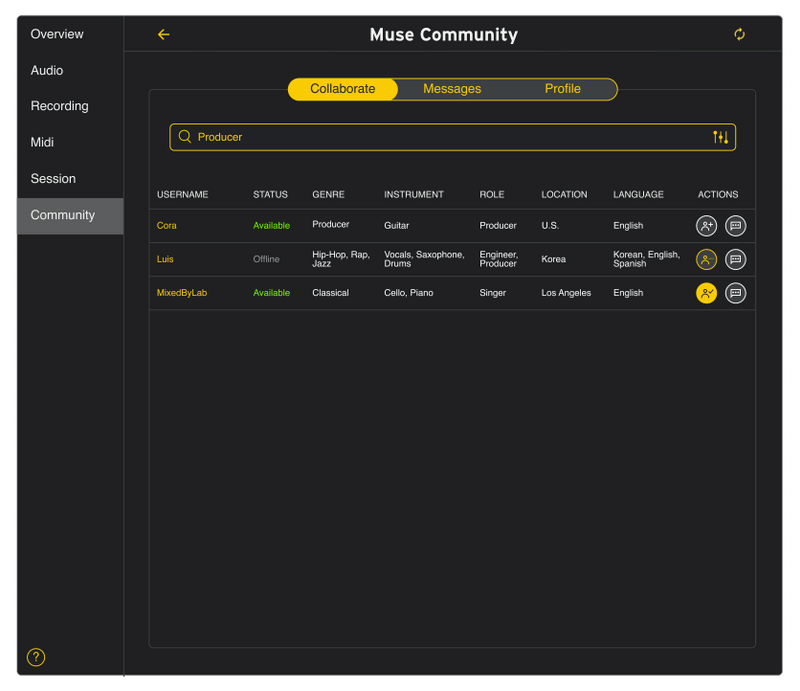 Overview
Muse Community
Audio
Collaborate Messages Profile
Recording
Producer
Midi
Session
USERNAME STATUS GENRE INSTRUMENT ROLE LOCATION LANGUAGE ACTIONS
Community
Cora Available Producer Guitar Producer U.S. English
Luis Offline Hip-Hop, Rap, Jazz Vocals, Saxophone, Drums Engineer, Producer Korea Korean, English, Spanish
MixedByLab Available Classical Cello, Piano Singer Los Angeles English
?